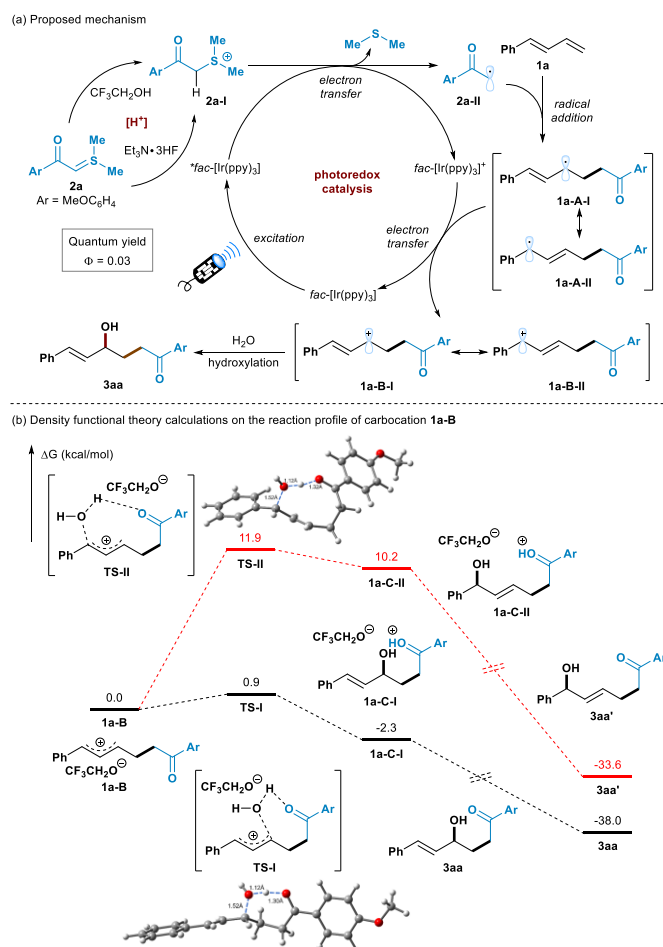 (a) Proposed mechanism
O Me
S⊕
Ar Me
H
2a-I
Me S Me
electron
transfer
O
Ar
2a-II
Ph
1a
radical
addition
CF₃CH₂OH
[H⁺]
Et₃N•3HF
O Me
Ar S Me
2a
Ar = MeOC₆H₄
*fac-[Ir(ppy)₃]
photoredox
catalysis
fac-[Ir(ppy)₃]⁺
Ph Ar
O
1a-A-I
Ph Ar
O
1a-A-II
Quantum yield
Φ = 0.03
excitation
electron
transfer
fac-[Ir(ppy)₃]
OH
Ph Ar
O
3aa
H₂O
hydroxylation
Ph + Ar
O
1a-B-I
Ph + Ar
O
1a-B-II
(b) Density functional theory calculations on the reaction profile of carbocation 1a-B
ΔG (kcal/mol)
CF₃CH₂O⊖
H
HO O Ar
⊕
Ph
TS-II
1.12Å
1.32Å
1.52Å
11.9
TS-II
10.2
1a-C-II
CF₃CH₂O⊖ ⊕
OH HO Ar
Ph
1a-C-II
CF₃CH₂O⊖ ⊕
OH HO Ar
Ph
1a-C-I
OH O Ar
Ph
3aa'
0.0
1a-B
0.9
TS-I
-2.3
1a-C-I
-33.6
3aa'
-38.0
3aa
⊕
Ph Ar
CF₃CH₂O⊖ O
1a-B
CF₃CH₂O⊖
H
HO O Ar
⊕
Ph
TS-I
OH O Ar
Ph
3aa
1.12Å
1.52Å 1.30Å